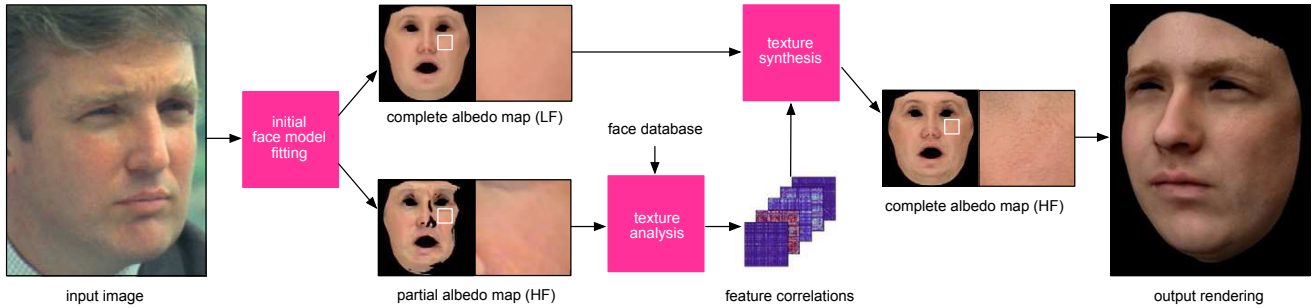 input image
initial
face model
fitting
complete albedo map (LF)
partial albedo map (HF)
face database
texture
analysis
feature correlations
texture
synthesis
complete albedo map (HF)
output rendering